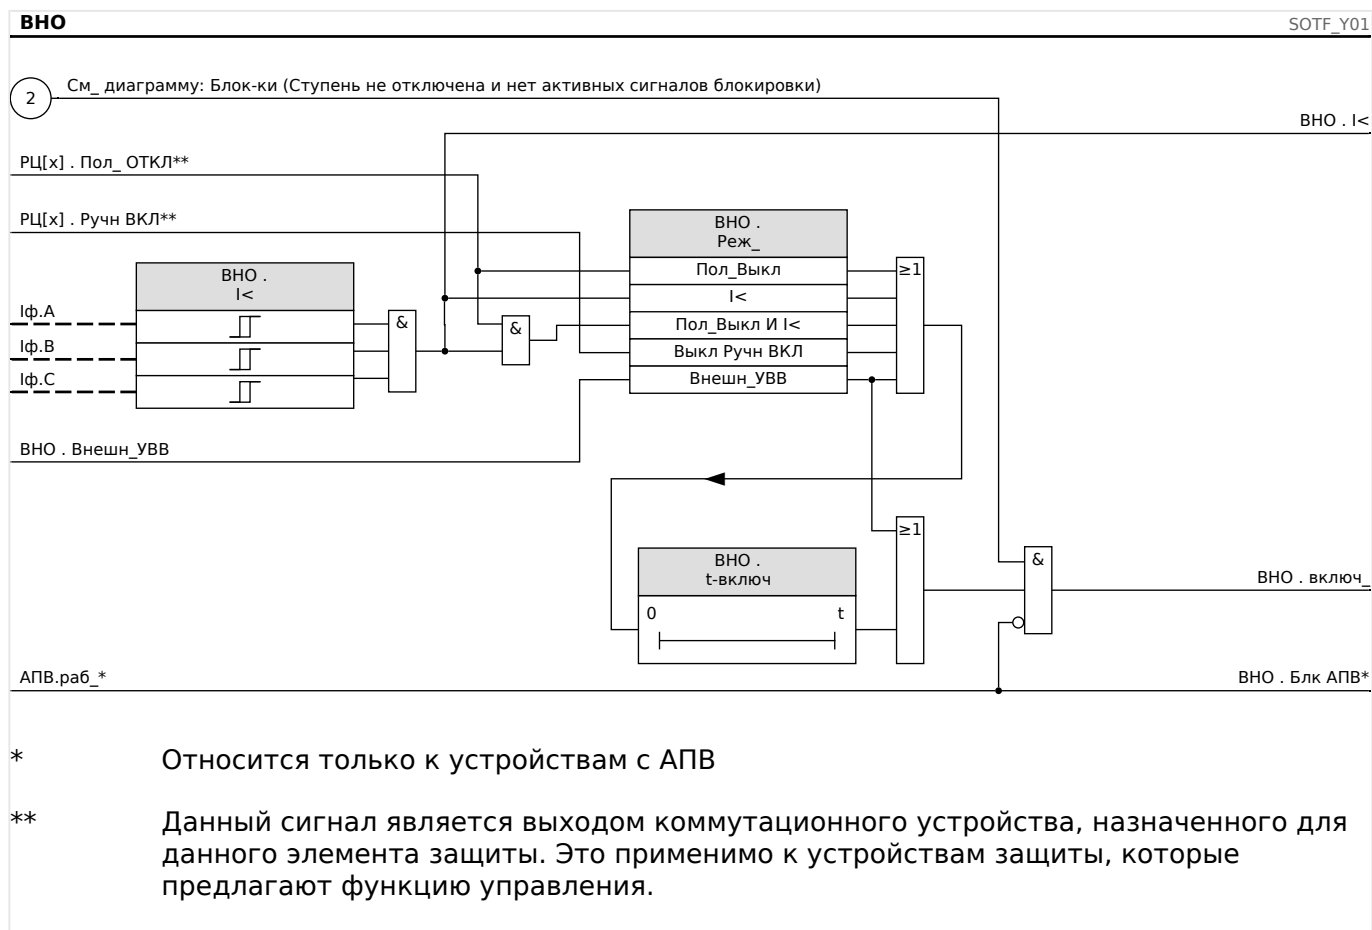 ВНО
SOTF_Y01
2
См_ диаграмму: Блок-ки (Ступень не отключена и нет активных сигналов блокировки)
ВНО . I<
РЦ[x] . Пол_ ОТКЛ**
РЦ[x] . Ручн ВКЛ**
ВНО .
Реж_
Пол_Выкл
≥1
ВНО .
I<
I<
Iф.A
&
&
Пол_Выкл И I<
Iф.B
Выкл Ручн ВКЛ
Iф.C
Внешн_УВВ
ВНО . Внешн_УВВ
≥1
ВНО .
t-включ
&
ВНО . включ_
0
t
АПВ.раб_*
ВНО . Блк АПВ*
*
Относится только к устройствам с АПВ
**
Данный сигнал является выходом коммутационного устройства, назначенного для
данного элемента защиты. Это применимо к устройствам защиты, которые
предлагают функцию управления.